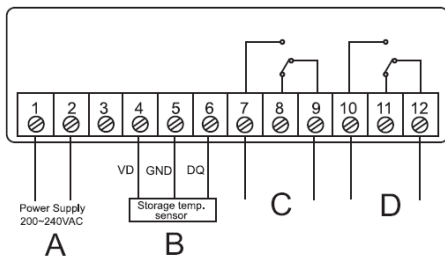 1 2 3 4 5 6 7 8 9 10 11 12
VD GND DQ
Power Supply
200~240VAC
Storage temp.
sensor
A B C D